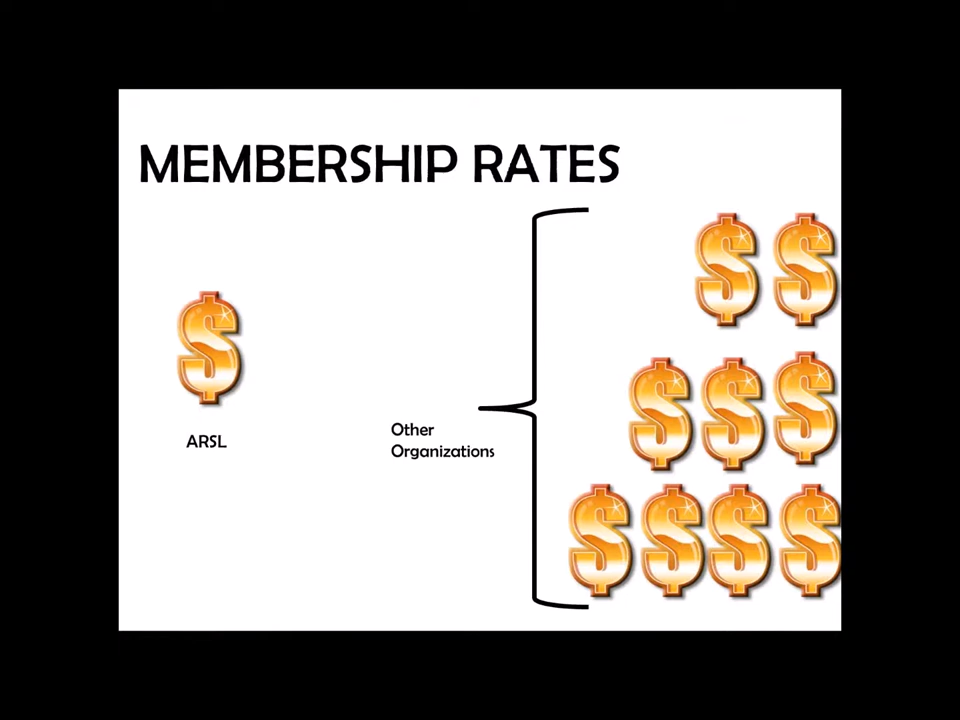 MEMBERSHIP RATES
$ $
$
$ $ $
ARSL
Other
Organizations
$ $ $ $